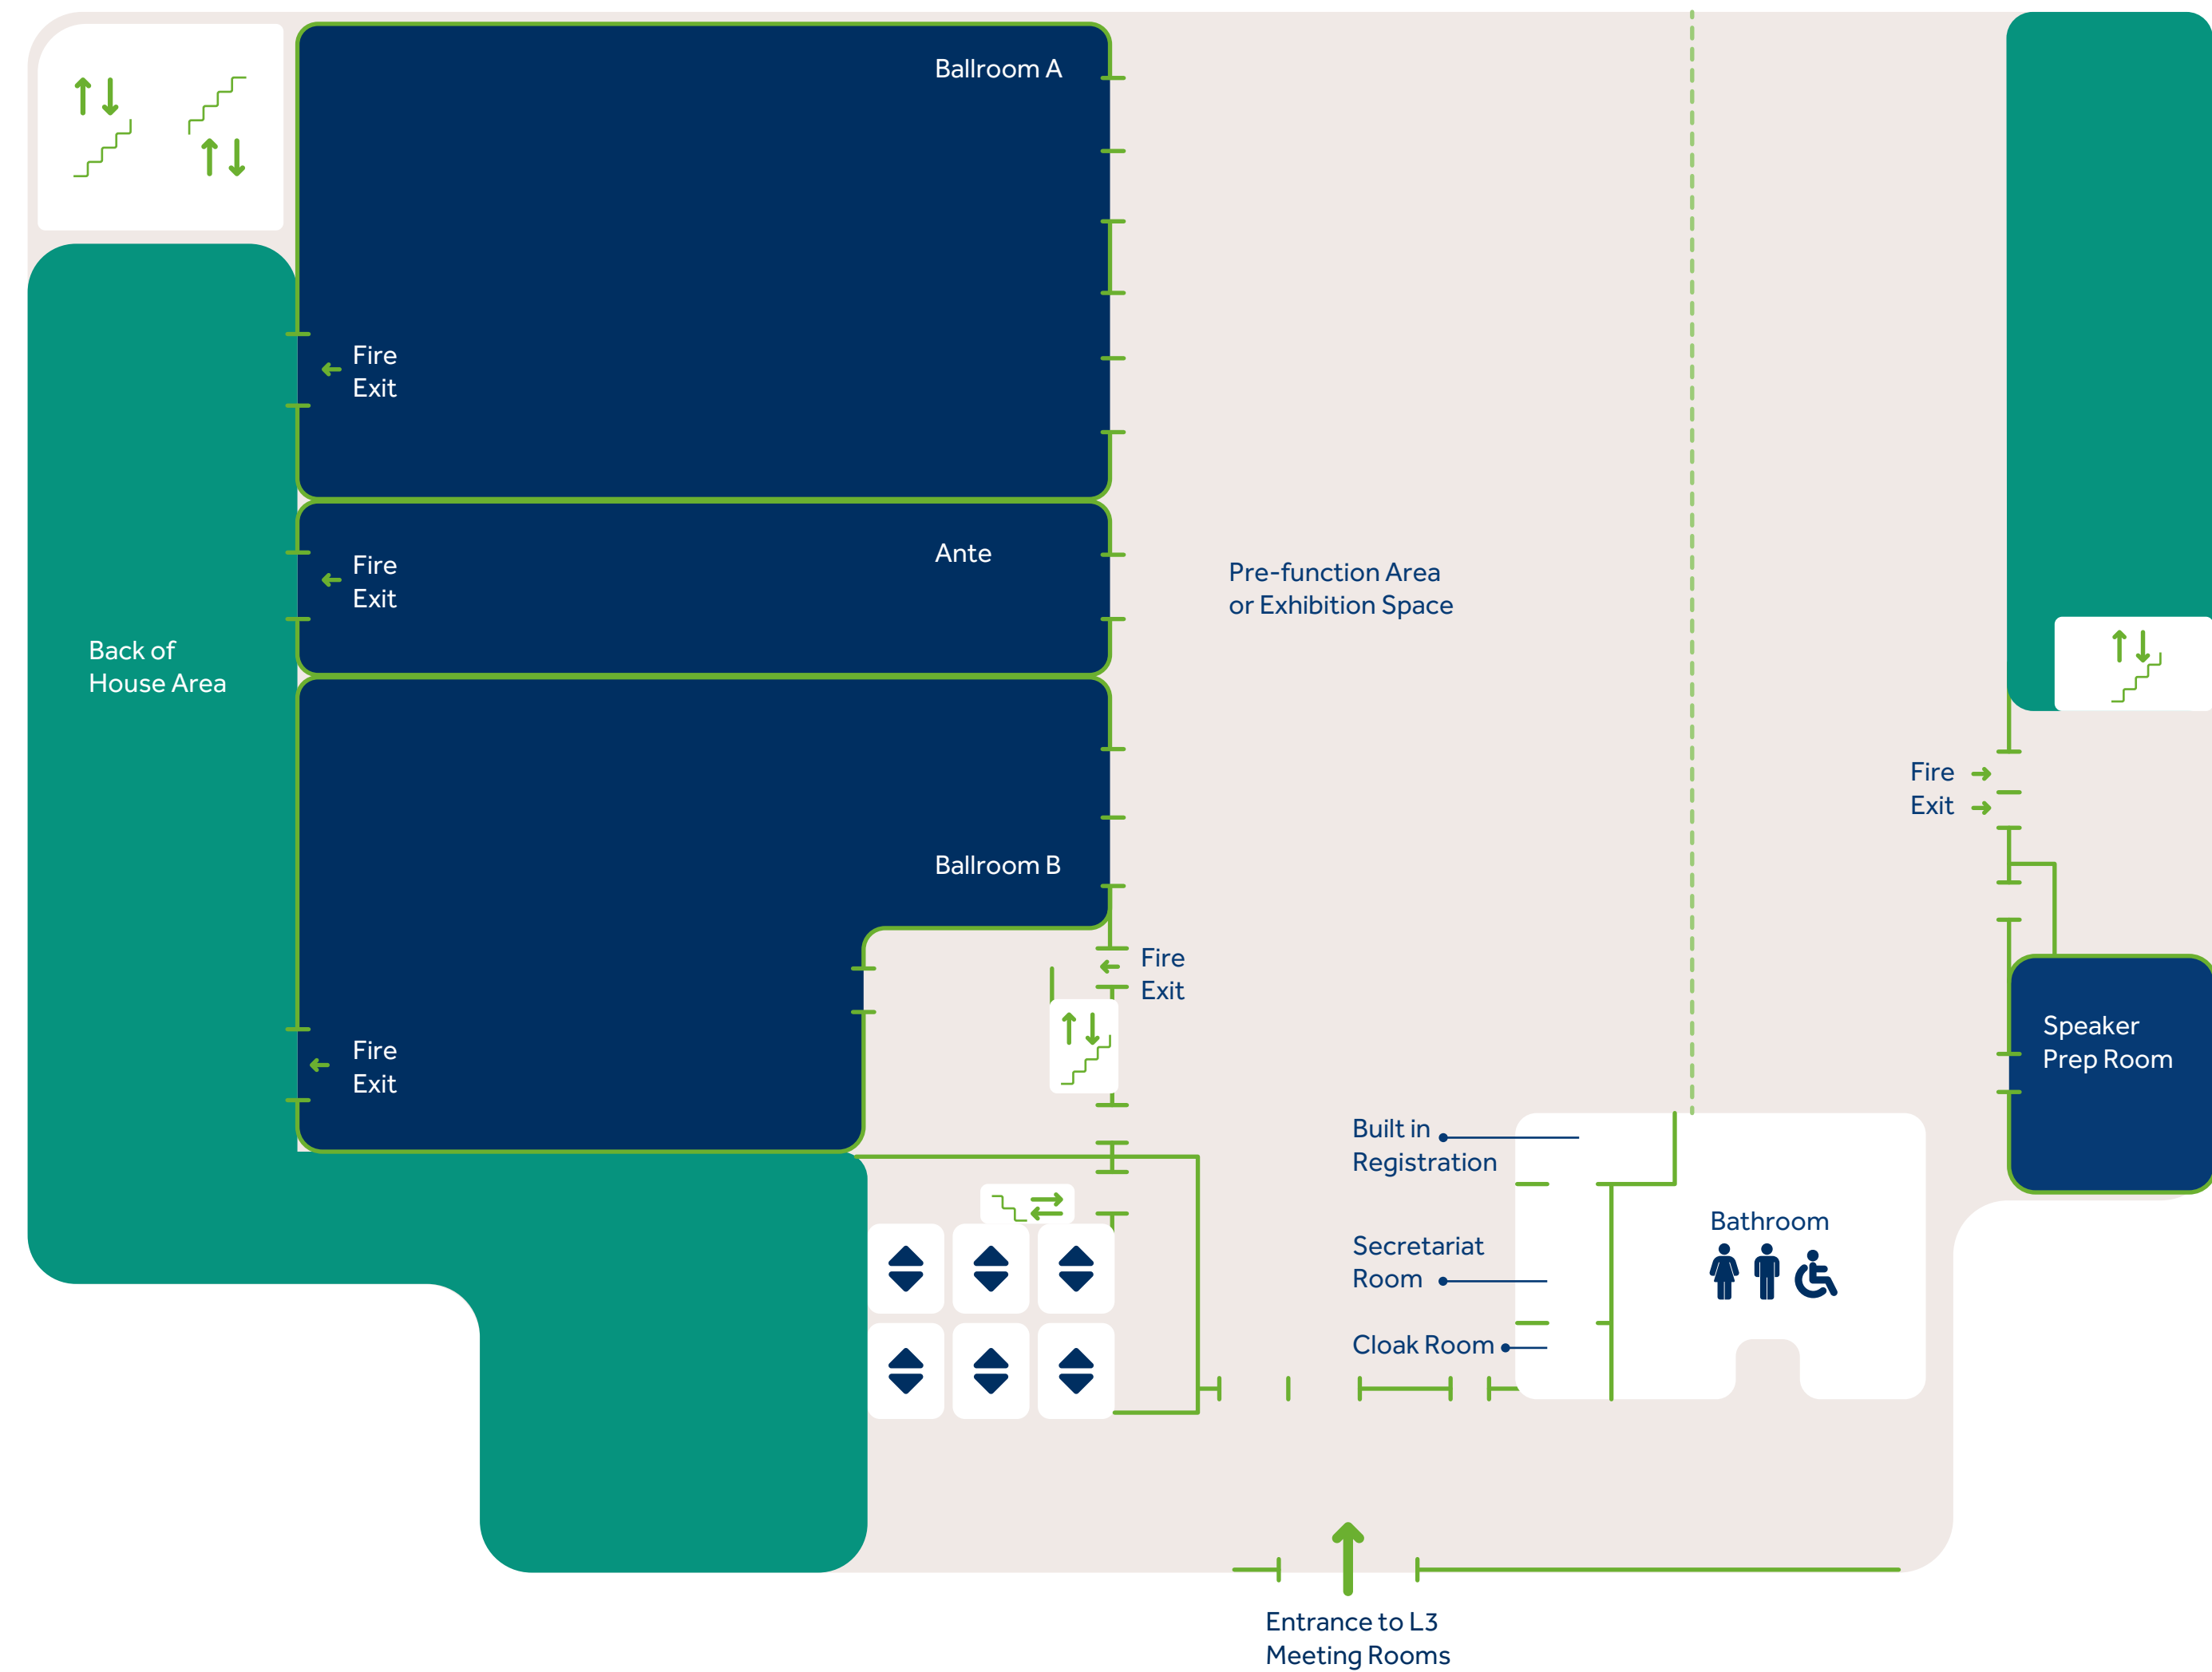 Ballroom A
Fire
Exit
Ante
Fire
Exit
Pre-function Area
or Exhibition Space
Back of
House Area
Fire
Exit
Ballroom B
Fire
Exit
Speaker
Prep Room
Fire
Exit
Built in
Registration
Bathroom
Secretariat
Room
Cloak Room
Entrance to L3
Meeting Rooms